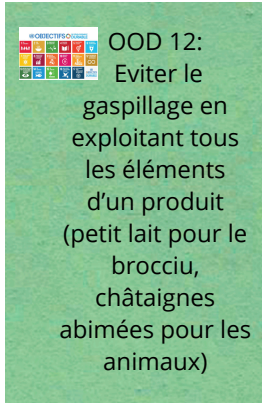 OBJECTIFS
OOD 12:
Eviter le
gaspillage en
exploitant tous
les éléments
d'un produit
(petit lait pour le
brocciu,
châtaignes
abimées pour les
animaux)